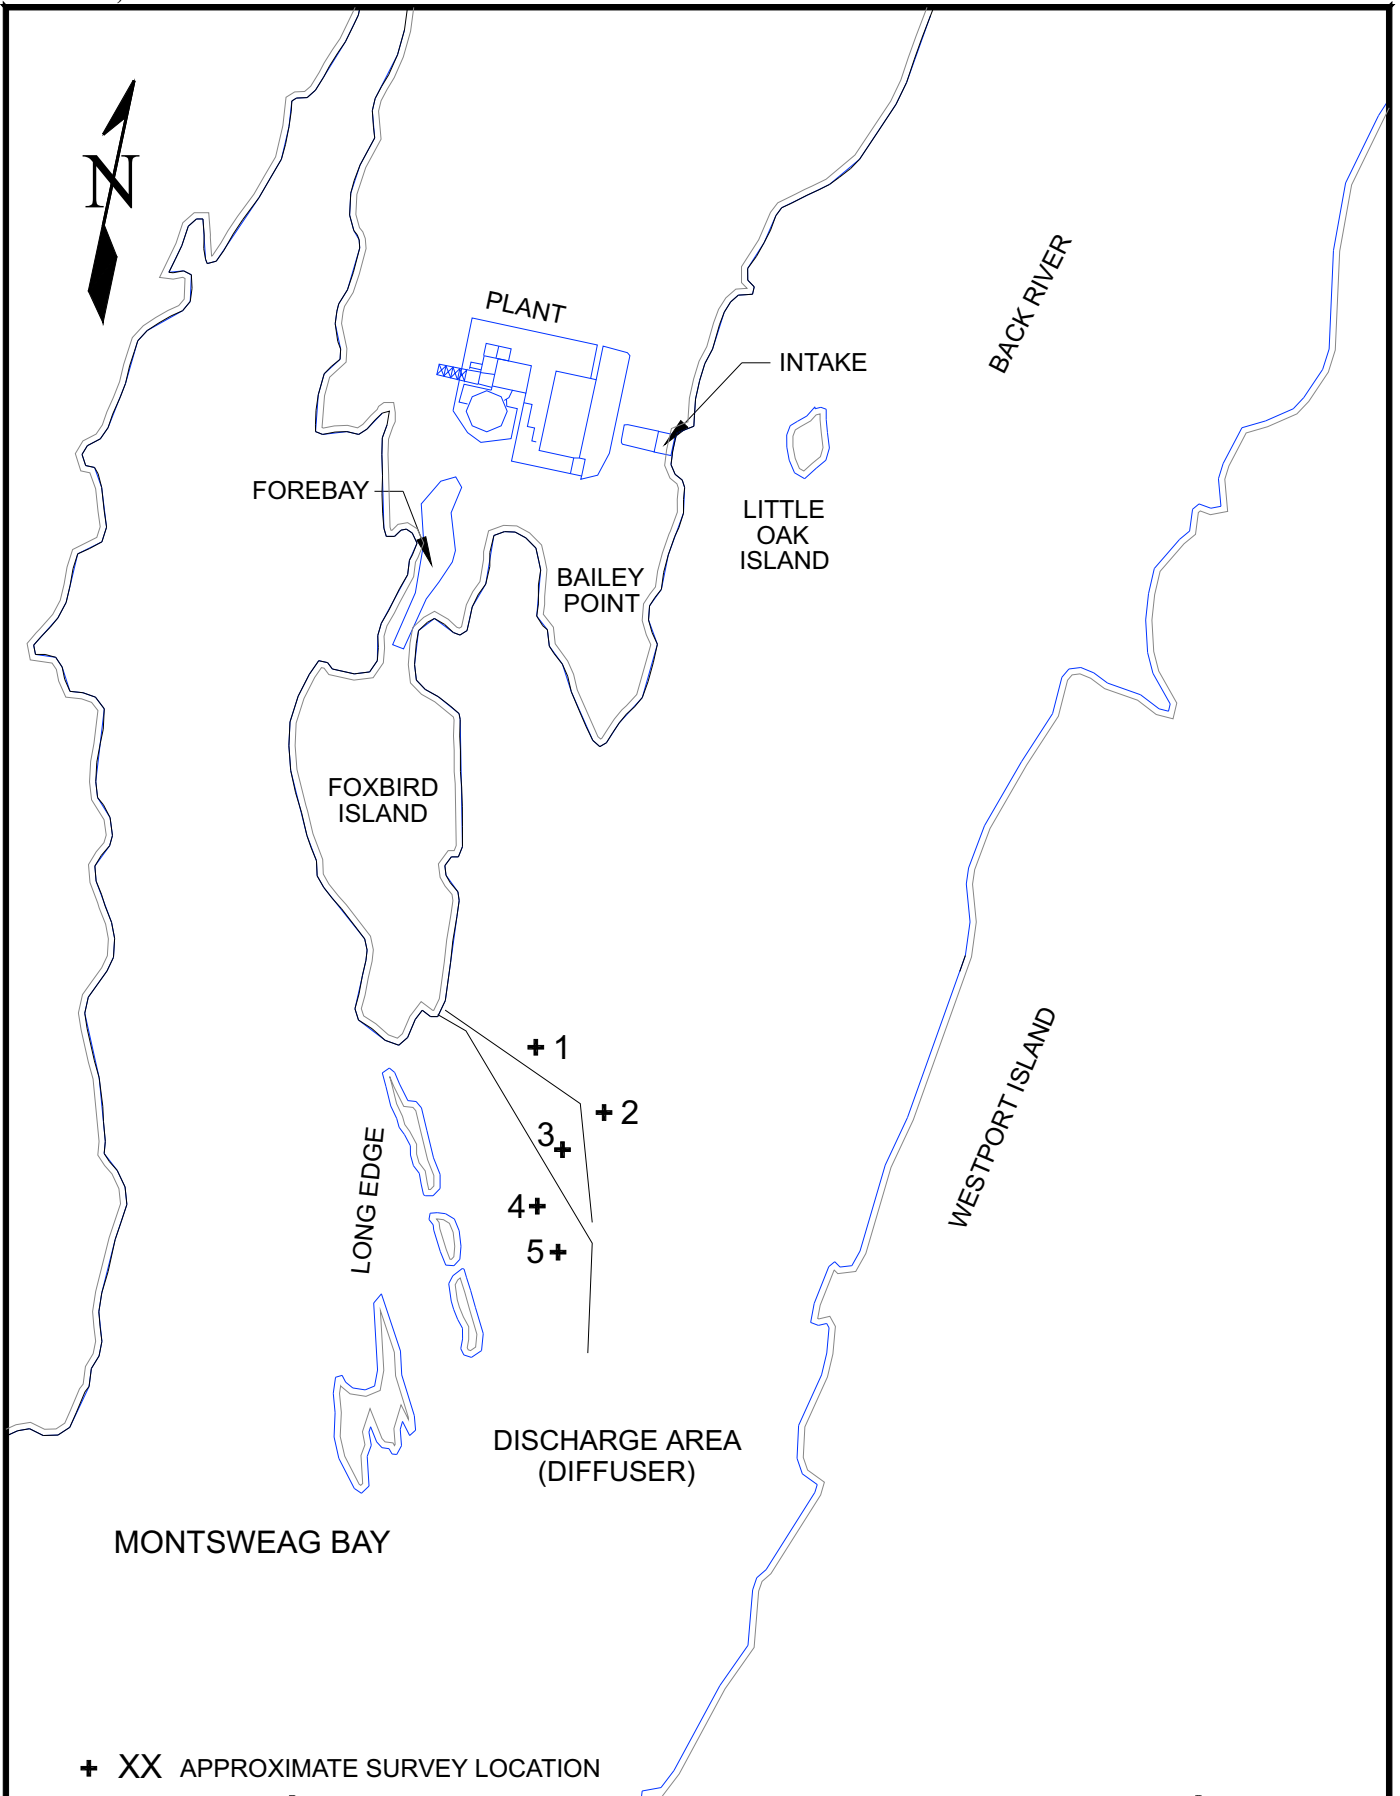 N
PLANT
BACK RIVER
INTAKE
FOREBAY
LITTLE
OAK
ISLAND
BAILEY
POINT
FOXBIRD
ISLAND
1
2
3
4
5
LONG EDGE
WESTPORT ISLAND
DISCHARGE AREA
(DIFFUSER)
MONTSWEAG BAY
+ XX APPROXIMATE SURVEY LOCATION